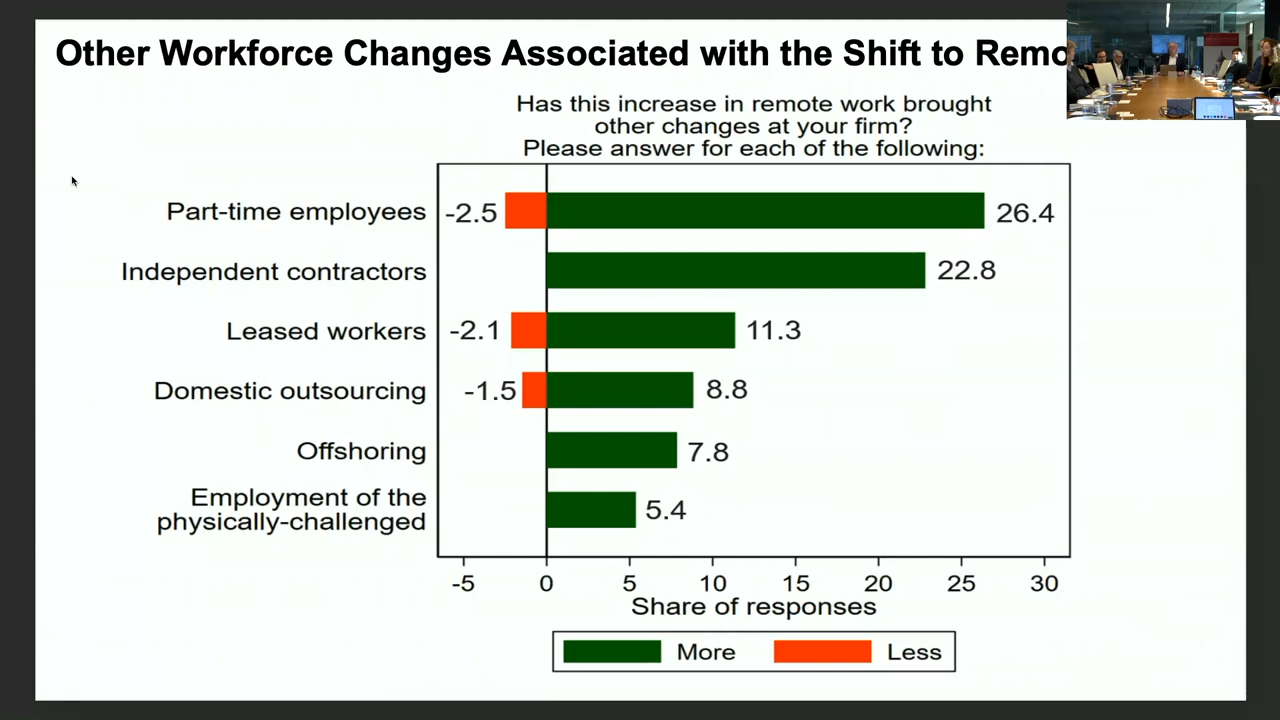 Other Workforce Changes Associated with the Shift to Remo
Has this increase in remote work brought
other changes at your firm?
Please answer for each of the following:
Part-time employees -2.5 26.4
Independent contractors 22.8
Leased workers -2.1 11.3
Domestic outsourcing -1.5 8.8
Offshoring 7.8
Employment of the
physically-challenged 5.4
-5 0 5 10 15 20 25 30
Share of responses
More Less